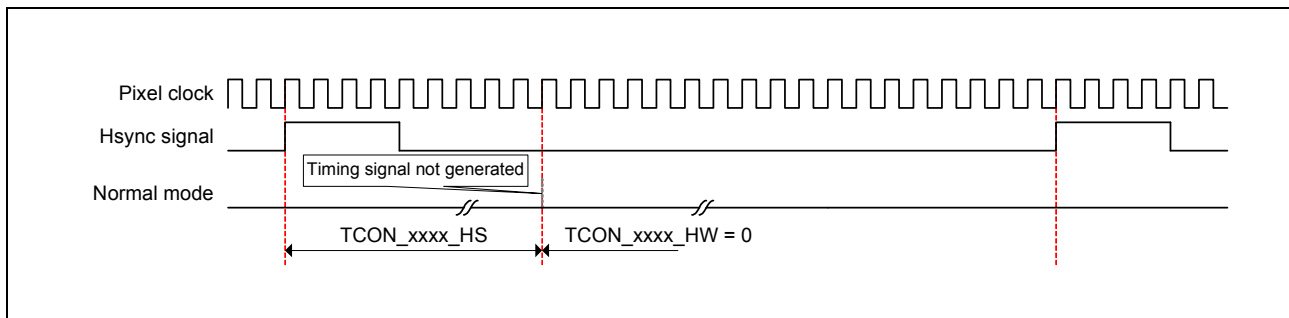 Pixel clock
Hsync signal
Timing signal not generated
Normal mode
TCON_xxxx_HS
TCON_xxxx_HW = 0